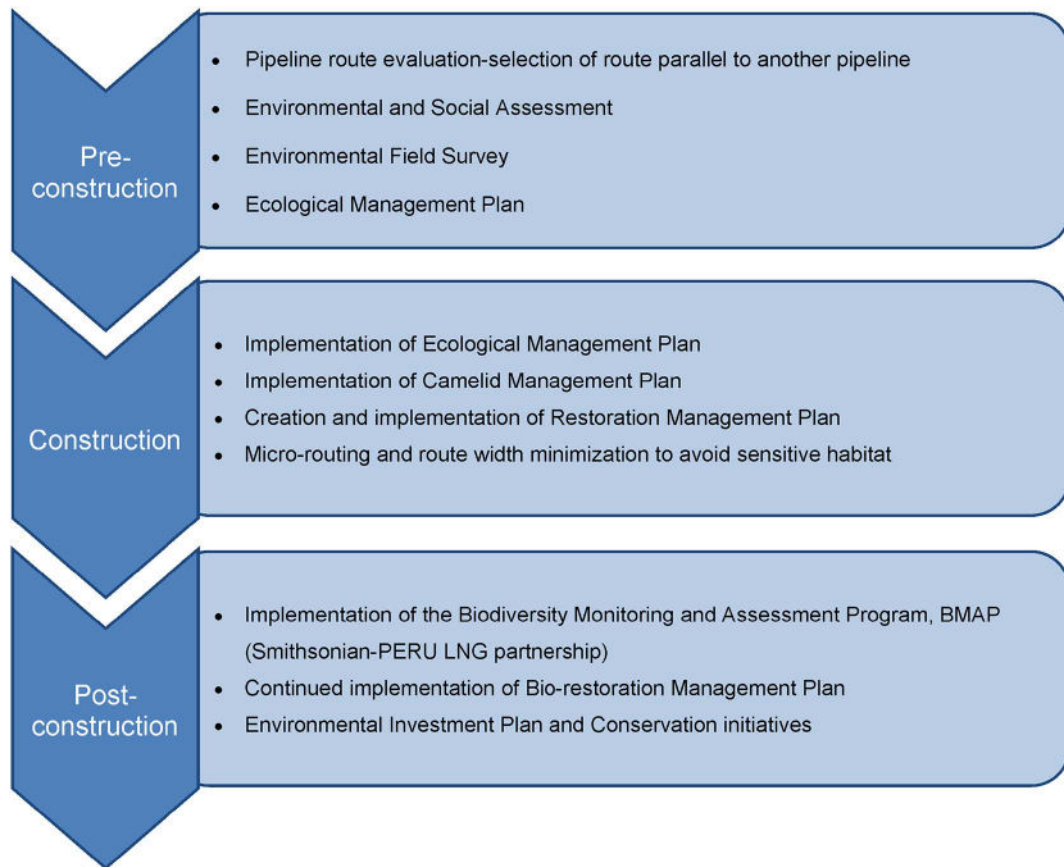 Pre-
construction
• Pipeline route evaluation-selection of route parallel to another pipeline
• Environmental and Social Assessment
• Environmental Field Survey
• Ecological Management Plan
Construction
• Implementation of Ecological Management Plan
• Implementation of Camelid Management Plan
• Creation and implementation of Restoration Management Plan
• Micro-routing and route width minimization to avoid sensitive habitat
Post-
construction
• Implementation of the Biodiversity Monitoring and Assessment Program, BMAP
(Smithsonian-PERU LNG partnership)
• Continued implementation of Bio-restoration Management Plan
• Environmental Investment Plan and Conservation initiatives